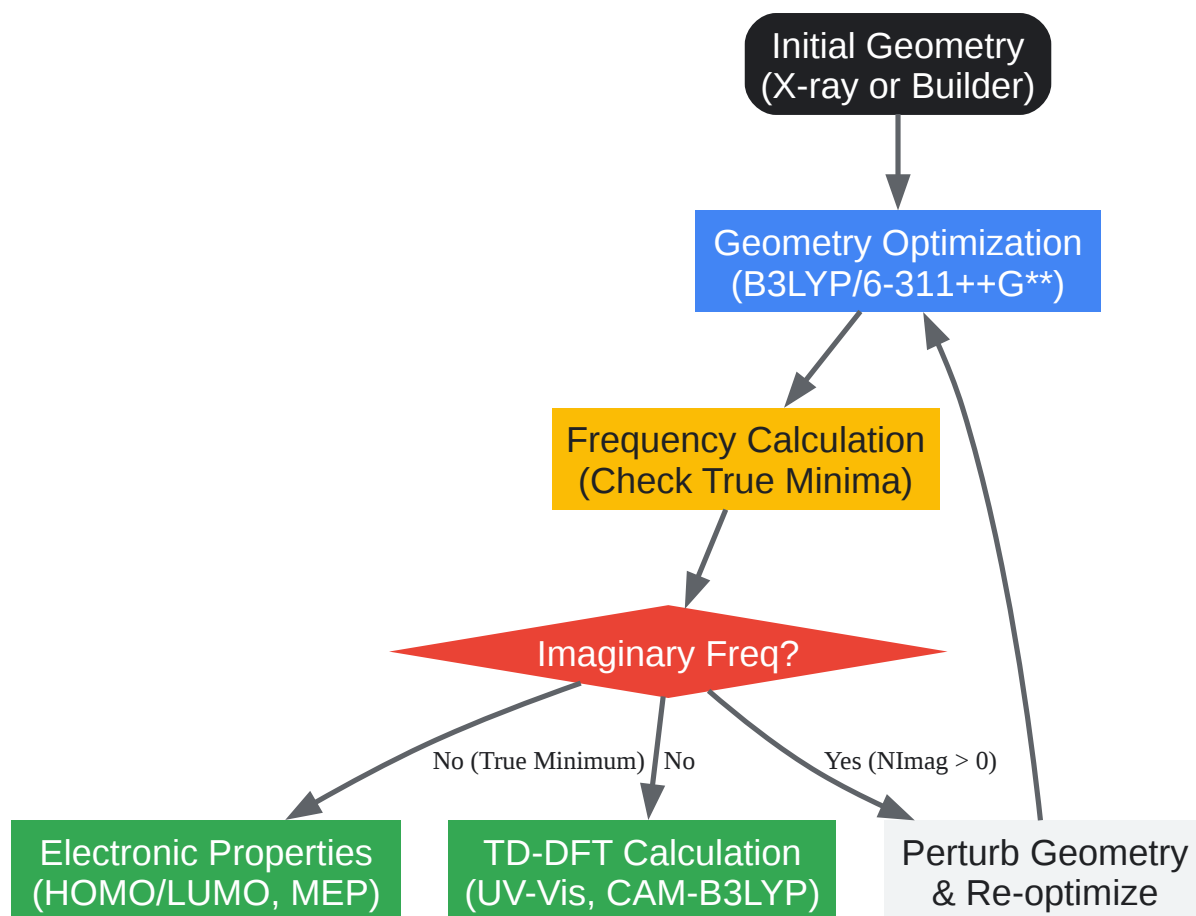 Initial Geometry
(X-ray or Builder)
Geometry Optimization
(B3LYP/6-311++G**)
Frequency Calculation
(Check True Minima)
Imaginary Freq?
No (True Minimum)
No
Yes (NImag > 0)
Electronic Properties
(HOMO/LUMO, MEP)
TD-DFT Calculation
(UV-Vis, CAM-B3LYP)
Perturb Geometry
& Re-optimize